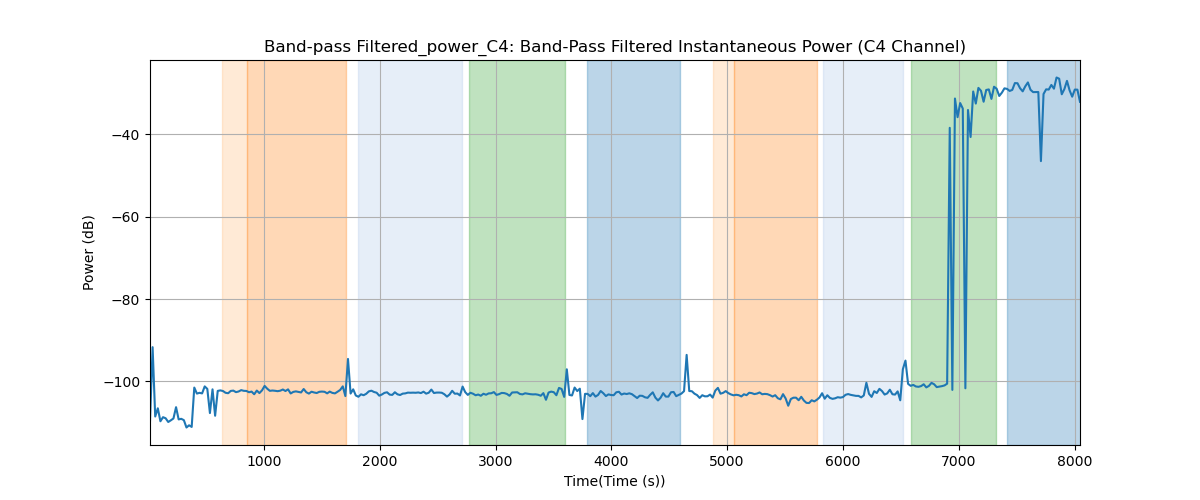 Band-pass Filtered_power_C4: Band-Pass Filtered Instantaneous Power (C4 Channel)
−40
−60
−80
−100
Power (dB)
1000 2000 3000 4000 5000 6000 7000 8000
Time(Time (s))